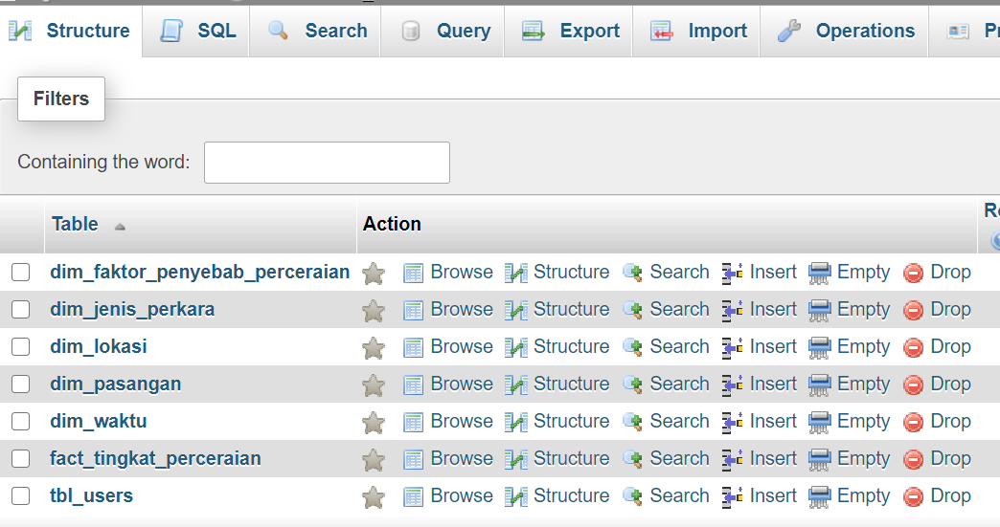 Structure SQL Search Query Export Import Operations
Filters
Containing the word:
Table Action
dim_faktor_penyebab_perceraian Browse Structure Search Insert Empty Drop
dim_jenis_perkara Browse Structure Search Insert Empty Drop
dim_lokasi Browse Structure Search Insert Empty Drop
dim_pasangan Browse Structure Search Insert Empty Drop
dim_waktu Browse Structure Search Insert Empty Drop
fact_tingkat_perceraian Browse Structure Search Insert Empty Drop
tbl_users Browse Structure Search Insert Empty Drop